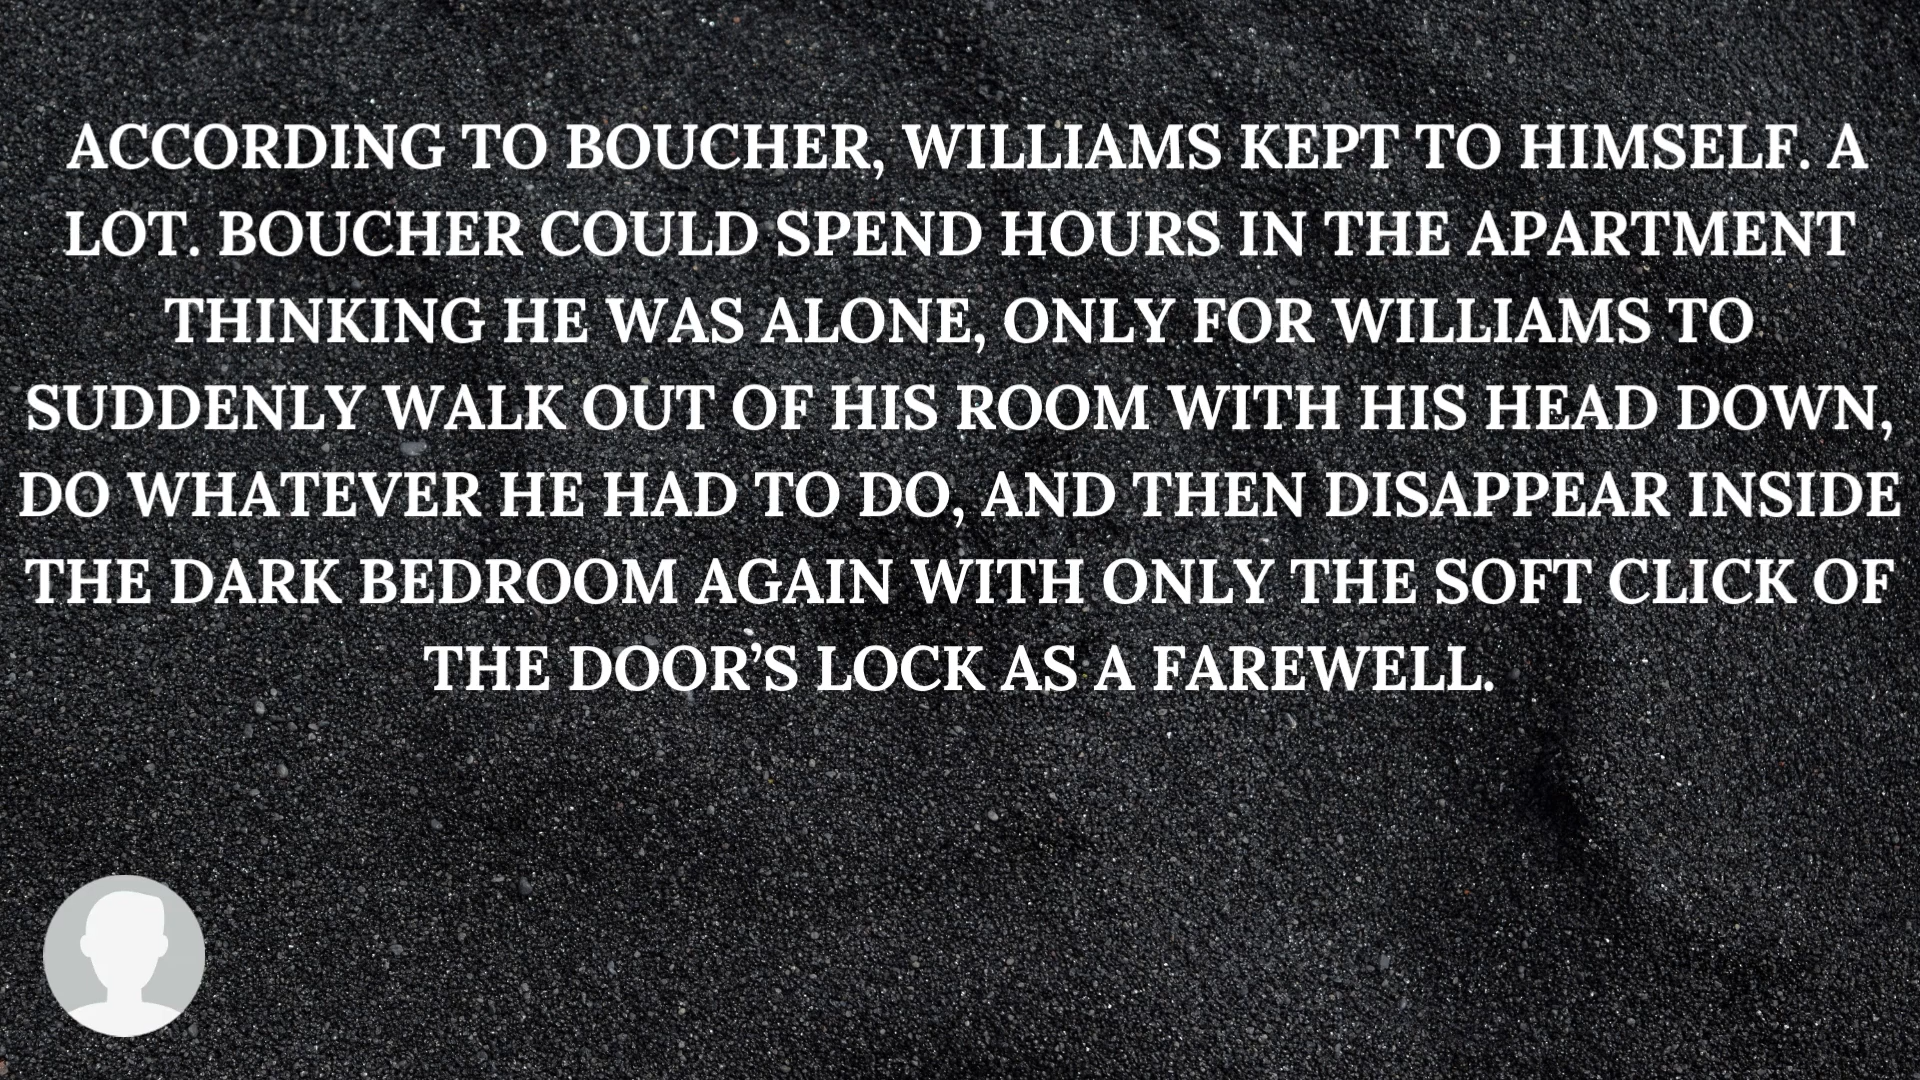 ACCORDING TO BOUCHER, WILLIAMS KEPT TO HIMSELF. A
LOT. BOUCHER COULD SPEND HOURS IN THE APARTMENT
THINKING HE WAS ALONE, ONLY FOR WILLIAMS TO
SUDDENLY WALK OUT OF HIS ROOM WITH HIS HEAD DOWN,
DO WHATEVER HE HAD TO DO, AND THEN DISAPPEAR INSIDE
THE DARK BEDROOM AGAIN WITH ONLY THE SOFT CLICK OF
THE DOOR’S LOCK AS A FAREWELL.